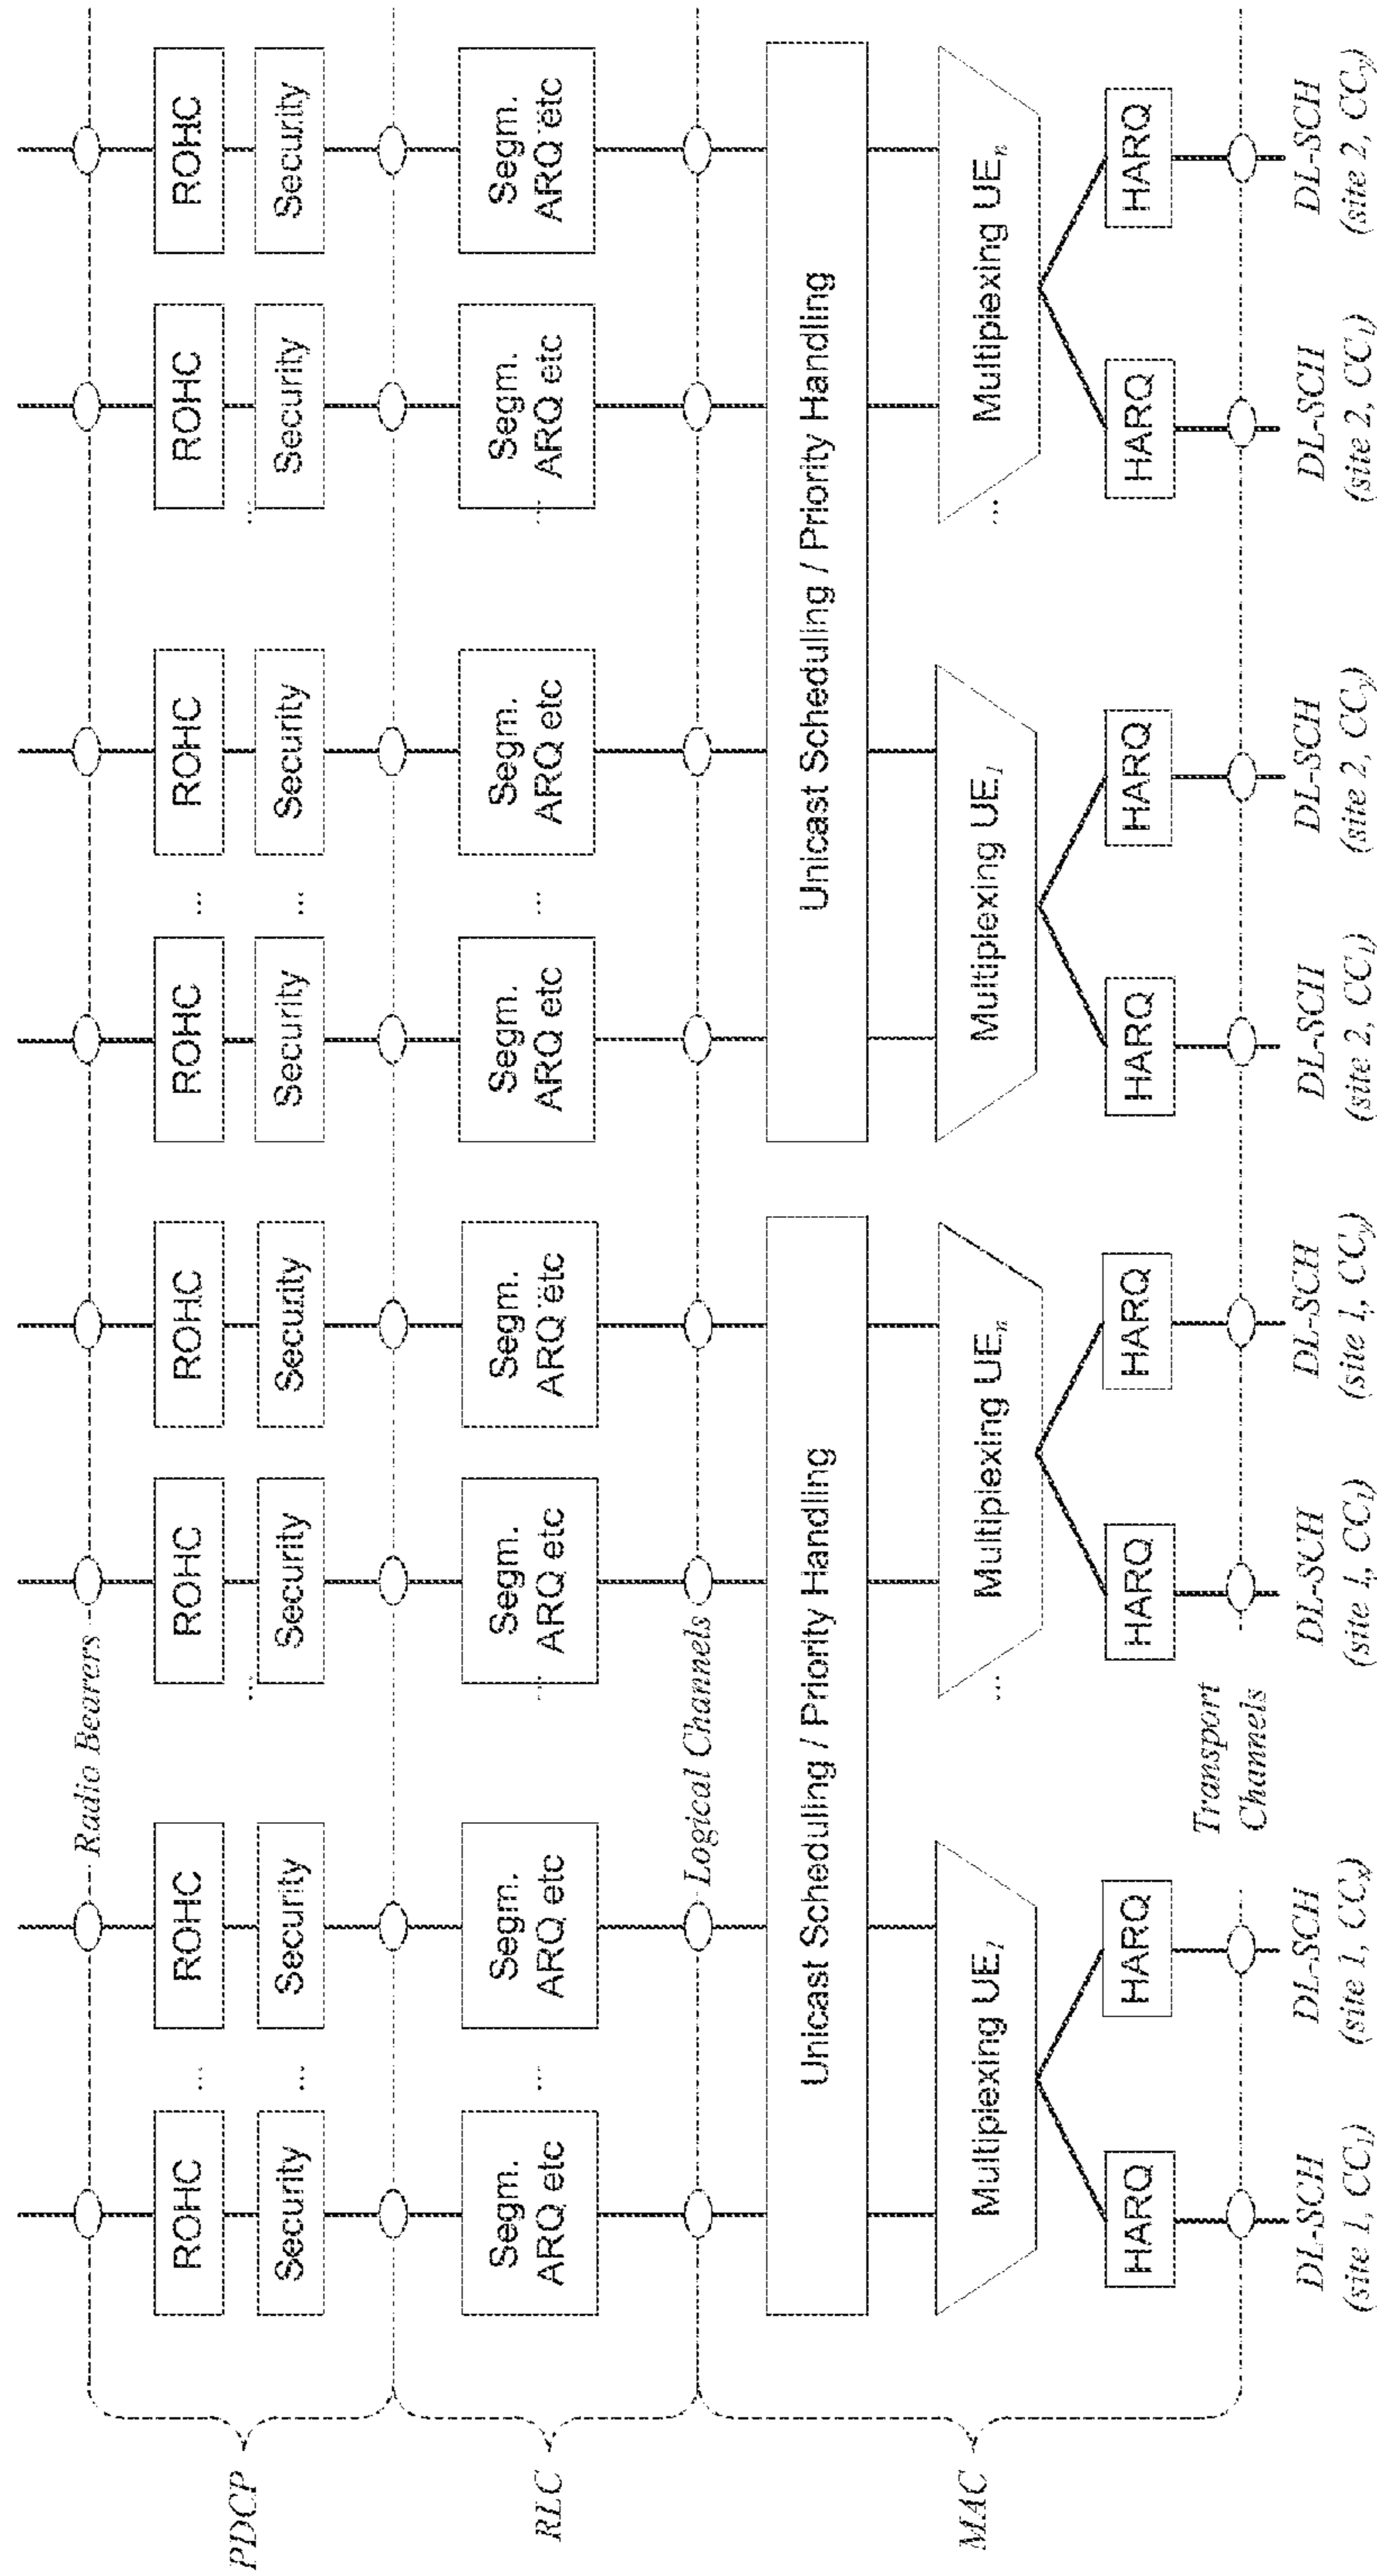 Radio Bearers
PDCP
ROHC ... ROHC ROHC ROHC ROHC ... ROHC ROHC ROHC
... ...
Security ... Security Security Security Security ... Security Security Security
RLC
Segm. Segm. Segm. Segm. Segm. Segm. Segm. Segm.
ARQ etc ... ARQ etc ... ARQ etc ARQ etc ARQ etc ... ARQ etc ... ARQ etc ARQ etc
Logical Channels
MAC
Unicast Scheduling / Priority Handling Unicast Scheduling / Priority Handling
Multiplexing UE₁ ... Multiplexing UEₙ Multiplexing UE₁ ... Multiplexing UEₙ
HARQ HARQ HARQ HARQ HARQ HARQ HARQ HARQ
Transport
Channels
DL-SCH DL-SCH DL-SCH DL-SCH DL-SCH DL-SCH DL-SCH DL-SCH
(site 1, CC₁) (site 1, CCₓ) (site 1, CC₁) (site 1, CCy) (site 2, CC₁) (site 2, CCy) (site 2, CC₁) (site 2, CCy)